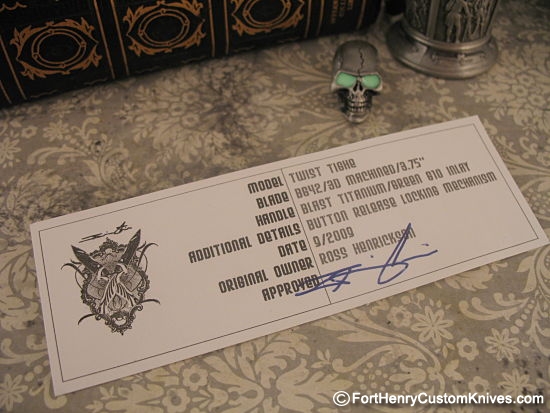 MODEL TWIST TIGHE
BLADE BG42/3D MACHINED/3.75"
HANDLE BLAST TITANIUM/GREEN G10 INLAY
ADDITIONAL DETAILS BUTTON RELEASE LOCKING MECHANISM
DATE 9/2009
ORIGINAL OWNER ROSS HENRICKSEN
APPROVED
©FortHenryCustomKnives.com